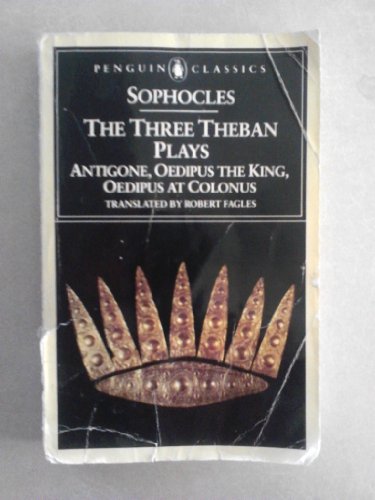 PENGUIN CLASSICS
SOPHOCLES
THE THREE THEBAN
PLAYS
ANTIGONE, OEDIPUS THE KING,
OEDIPUS AT COLONUS
TRANSLATED BY ROBERT FAGLES